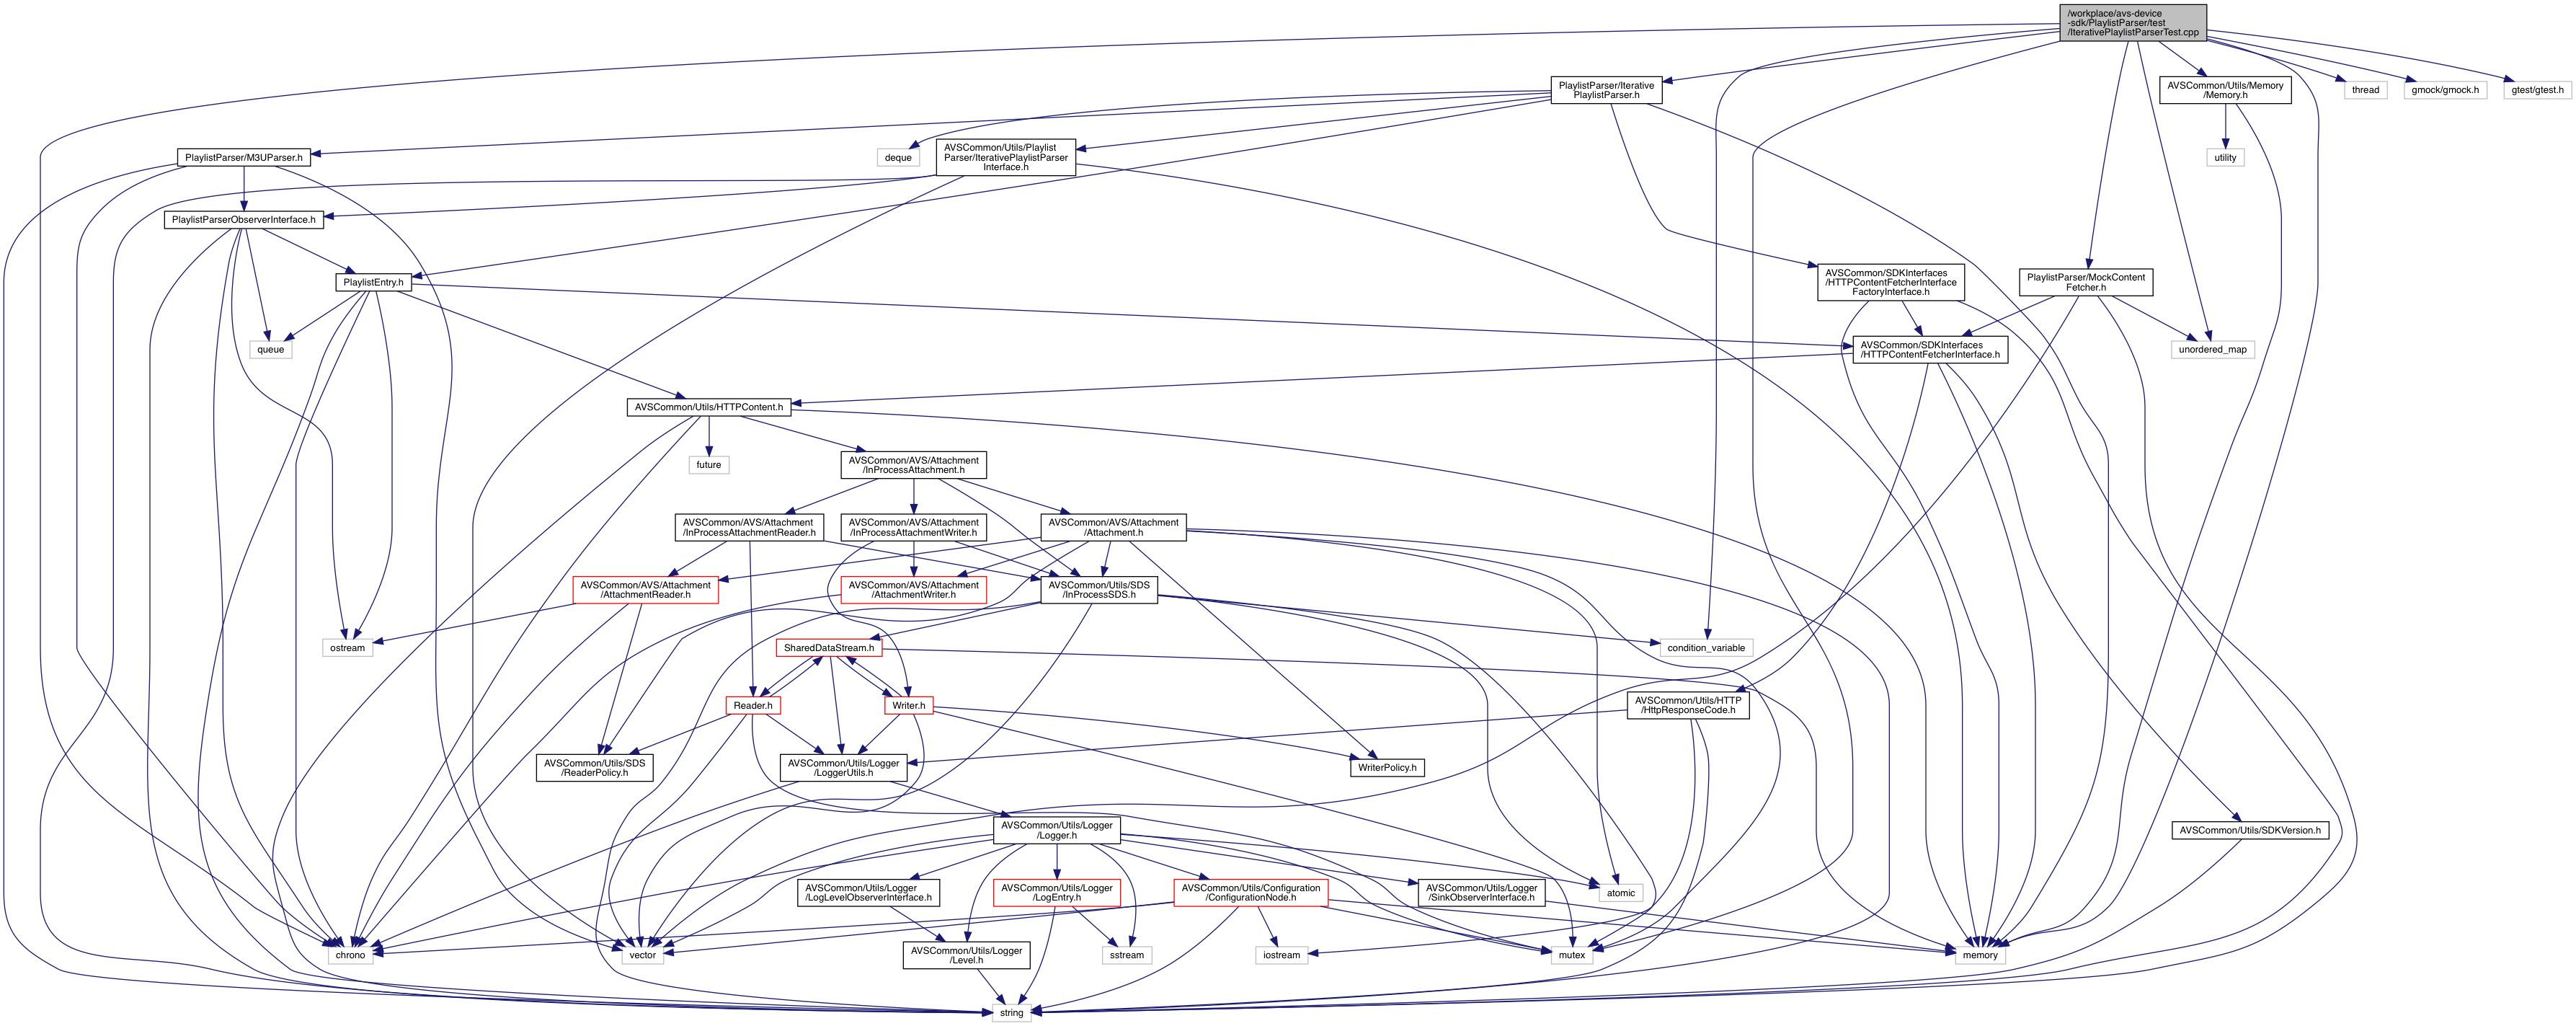 /workplace/avs-device
-sdk/PlaylistParser/test
/IterativePlaylistParserTest.cpp
PlaylistParser/Iterative
PlaylistParser.h
AVSCommon/Utils/Memory
/Memory.h
thread
gmock/gmock.h
gtest/gtest.h
PlaylistParser/M3UParser.h
deque
AVSCommon/Utils/Playlist
Parser/IterativePlaylistParser
Interface.h
utility
PlaylistParserObserverInterface.h
PlaylistEntry.h
AVSCommon/SDKInterfaces
/HTTPContentFetcherInterface
FactoryInterface.h
PlaylistParser/MockContent
Fetcher.h
queue
AVSCommon/SDKInterfaces
/HTTPContentFetcherInterface.h
unordered_map
AVSCommon/Utils/HTTPContent.h
future
AVSCommon/AVS/Attachment
/InProcessAttachment.h
AVSCommon/AVS/Attachment
/InProcessAttachmentReader.h
AVSCommon/AVS/Attachment
/InProcessAttachmentWriter.h
AVSCommon/AVS/Attachment
/Attachment.h
AVSCommon/AVS/Attachment
/AttachmentReader.h
AVSCommon/AVS/Attachment
/AttachmentWriter.h
AVSCommon/Utils/SDS
/InProcessSDS.h
ostream
SharedDataStream.h
condition_variable
Reader.h
Writer.h
AVSCommon/Utils/HTTP
/HttpResponseCode.h
AVSCommon/Utils/SDS
/ReaderPolicy.h
AVSCommon/Utils/Logger
/LoggerUtils.h
WriterPolicy.h
AVSCommon/Utils/Logger
/Logger.h
AVSCommon/Utils/SDKVersion.h
AVSCommon/Utils/Logger
/LogLevelObserverInterface.h
AVSCommon/Utils/Logger
/LogEntry.h
AVSCommon/Utils/Configuration
/ConfigurationNode.h
AVSCommon/Utils/Logger
/SinkObserverInterface.h
atomic
chrono
vector
AVSCommon/Utils/Logger
/Level.h
sstream
iostream
mutex
memory
string